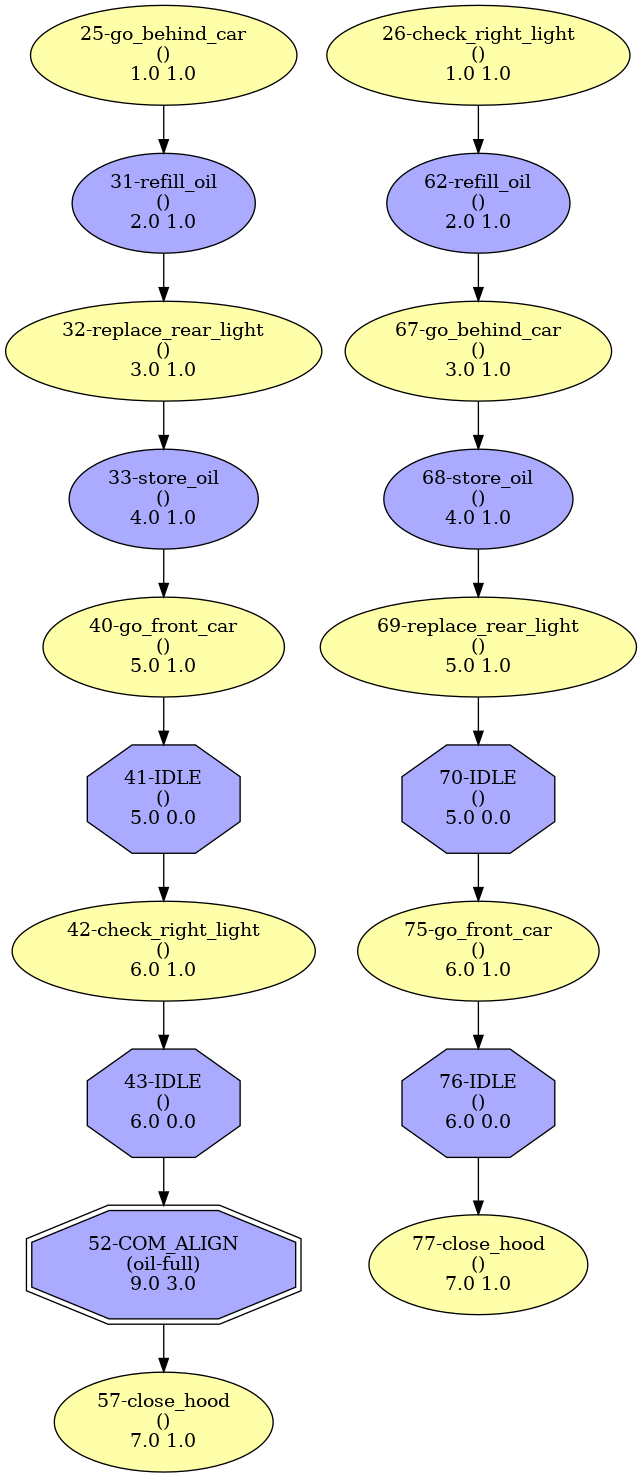 25-go_behind_car
()
1.0 1.0
31-refill_oil
()
2.0 1.0
32-replace_rear_light
()
3.0 1.0
33-store_oil
()
4.0 1.0
40-go_front_car
()
5.0 1.0
41-IDLE
()
5.0 0.0
42-check_right_light
()
6.0 1.0
43-IDLE
()
6.0 0.0
52-COM_ALIGN
(oil-full)
9.0 3.0
57-close_hood
()
7.0 1.0
26-check_right_light
()
1.0 1.0
62-refill_oil
()
2.0 1.0
67-go_behind_car
()
3.0 1.0
68-store_oil
()
4.0 1.0
69-replace_rear_light
()
5.0 1.0
70-IDLE
()
5.0 0.0
75-go_front_car
()
6.0 1.0
76-IDLE
()
6.0 0.0
77-close_hood
()
7.0 1.0